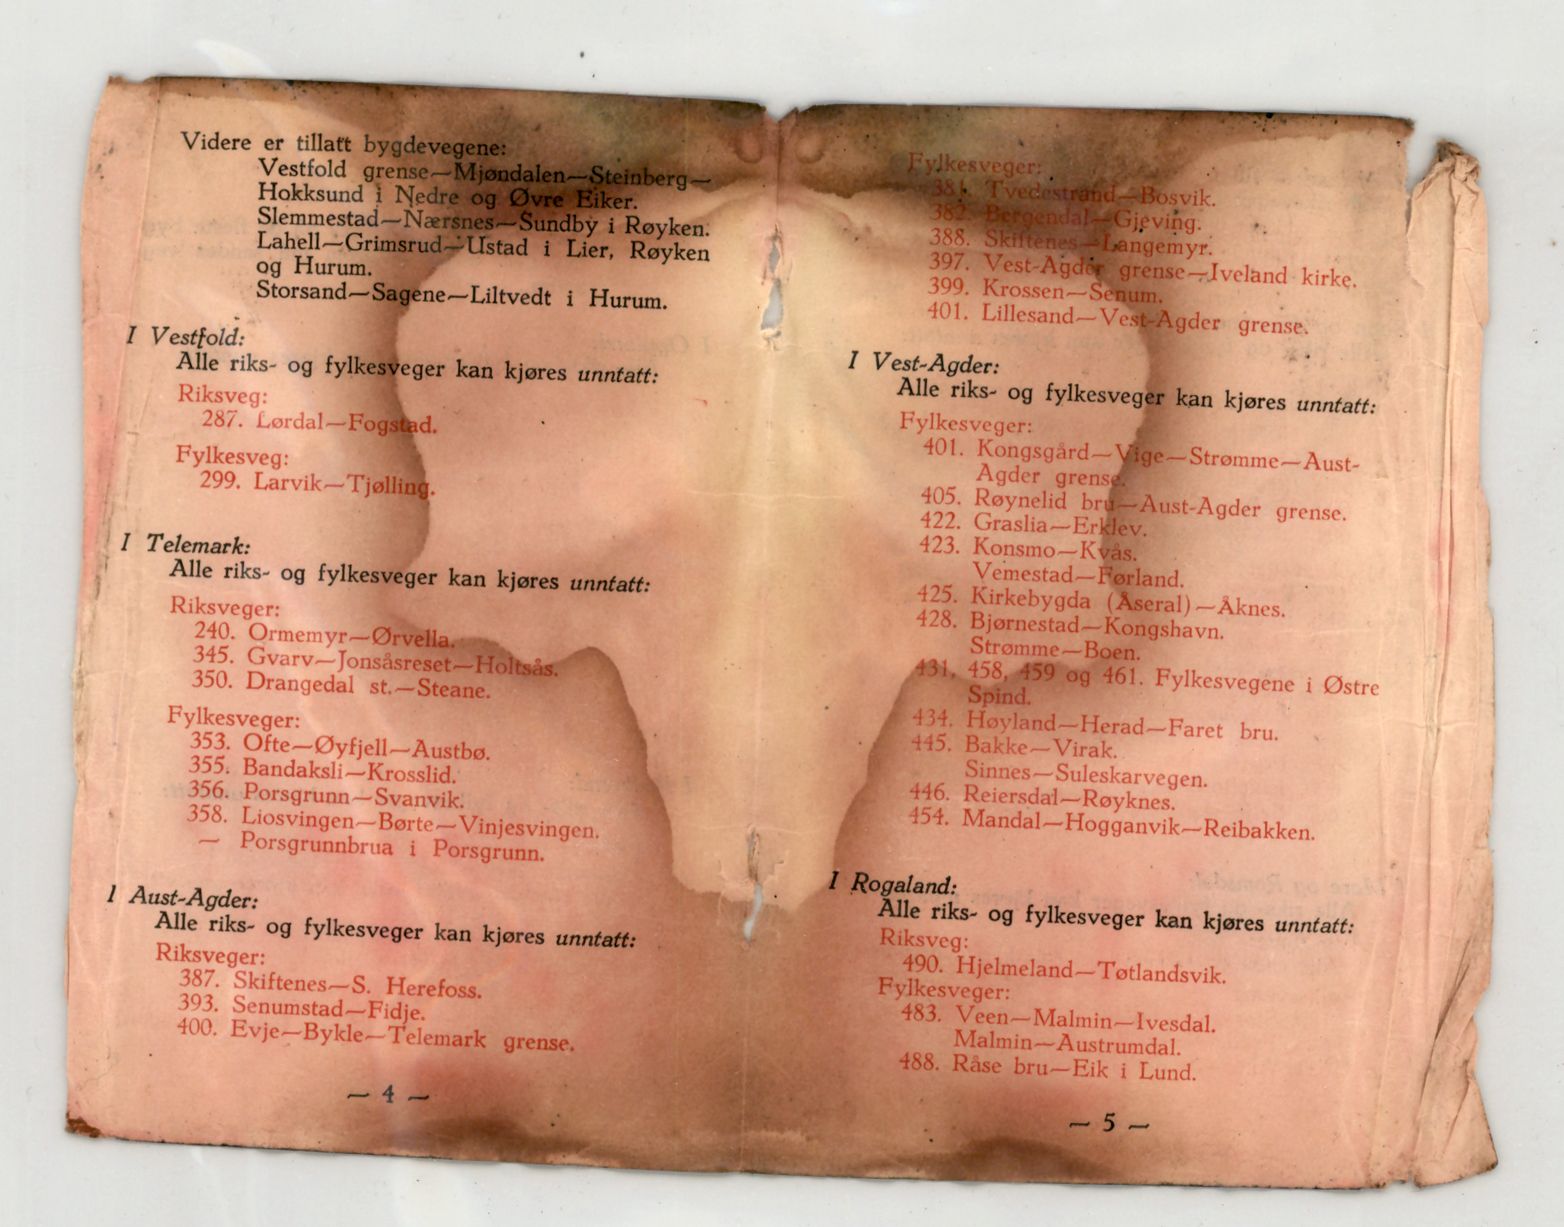 Videre er tillatt bygdevegene:
Vestfold grense—Mjøndalen—Steinberg—
Hokksund i Nedre og Øvre Eiker.
Slemmestad—Nærsnes—Sundby i Røyken.
Lahell—Grimsrud—Ustad i Lier, Røyken
og Hurum.
Storsand—Sagene—Liltvedt i Hurum.
I Vestfold:
Alle riks- og fylkesveger kan kjøres unntatt:
Riksveg:
287. Lørdal—Fogstad.
Fylkesveg:
299. Larvik—Tjølling.
I Telemark:
Alle riks- og fylkesveger kan kjøres unntatt:
Riksveger:
240. Ormemyr—Ørvella.
345. Gvarv—Jonsåsreset—Holtsås.
350. Drangedal st.—Steane.
Fylkesveger:
353. Ofte—Øyfjell—Austbø.
355. Bandaksli—Krosslid.
356. Porsgrunn—Svanvik.
358. Liosvingen—Børte—Vinjesvingen.
— Porsgrunnbrua i Porsgrunn.
I Aust-Agder:
Alle riks- og fylkesveger kan kjøres unntatt:
Riksveger:
387. Skiftenes—S. Herefoss.
393. Senumstad—Fidje.
400. Evje—Bykle—Telemark grense.
— 4 —
Fylkesveger:
381. Tvedestrand—Bosvik.
382. Bergendal—Gjeving.
388. Skiftenes—Langemyr.
397. Vest-Agder grense—Iveland kirke.
399. Krossen—Senum.
401. Lillesand—Vest-Agder grense.
I Vest-Agder:
Alle riks- og fylkesveger kan kjøres unntatt:
Fylkesveger:
401. Kongsgård—Vige—Strømme—Aust-
Agder grense.
405. Røynelid bru—Aust-Agder grense.
422. Graslia—Erklev.
423. Konsmo—Kvås.
Vemestad—Førland.
425. Kirkebygda (Åseral)—Åknes.
428. Bjørnestad—Kongshavn.
Strømme—Boen.
431, 458, 459 og 461. Fylkesvegene i Østre
Spind.
434. Høyland—Herad—Faret bru.
445. Bakke—Virak.
Sinnes—Suleskarvegen.
446. Reiersdal—Røyknes.
454. Mandal—Hogganvik—Reibakken.
I Rogaland:
Alle riks- og fylkesveger kan kjøres unntatt:
Riksveg:
490. Hjelmeland—Tøtlandsvik.
Fylkesveger:
483. Veen—Malmin—Ivesdal.
Malmin—Austrumdal.
488. Råse bru—Eik i Lund.
— 5 —